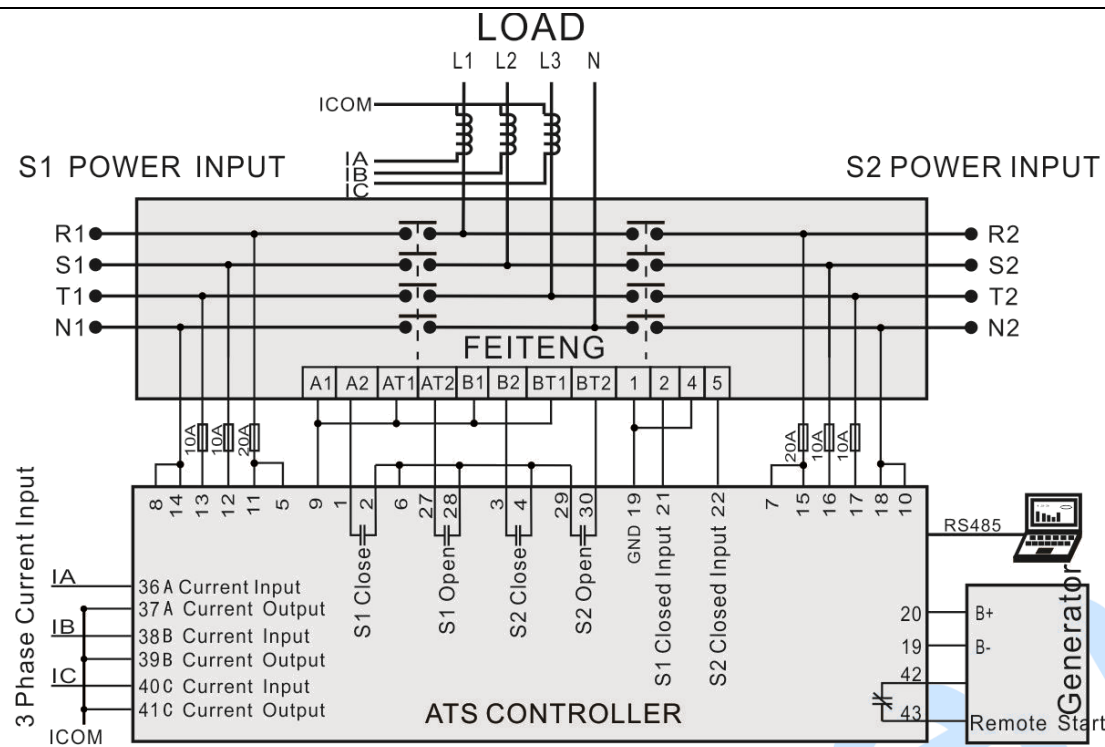 LOAD
L1 L2 L3 N
ICOM
IA
IB
IC
S1 POWER INPUT
S2 POWER INPUT
R1 R2
S1 S2
T1 T2
N1 N2
FEITENG
A1 A2 AT1 AT2 B1 B2 BT1 BT2 1 2 4 5
10A 10A 20A 20A 10A 10A
8 14 13 12 11 5 9 1 2 6 27 28 3 4 29 30 GND 19 S1 Closed Input 21 S2 Closed Input 22 7 15 16 17 18 10
S1 Close
S1 Open
S2 Close
S2 Open
RS485
3 Phase Current Input
IA 36 A Current Input
37 A Current Output
IB 38 B Current Input
39 B Current Output
IC 40 C Current Input
41 C Current Output
ICOM
ATS CONTROLLER
20 B+
19 B-
42
43 Remote Start
Generator